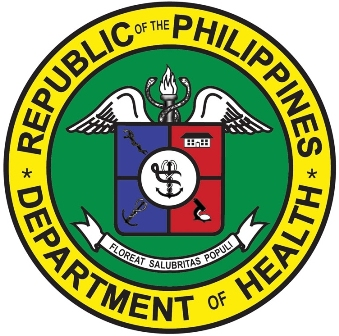 REPUBLIC OF THE PHILIPPINES
DEPARTMENT OF HEALTH
FLOREAT SALUBRITAS POPULI